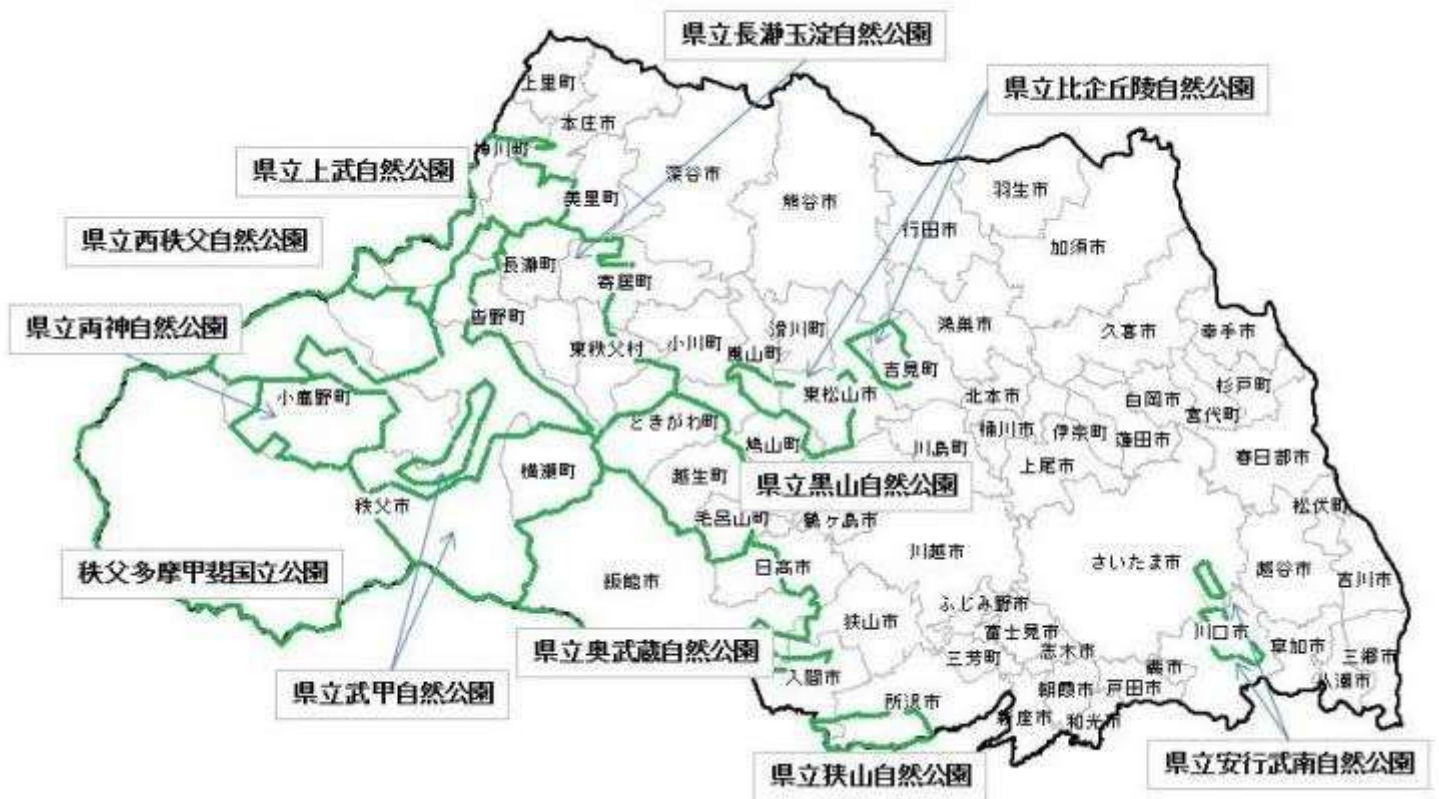 県立長瀞玉淀自然公園
県立比企丘陵自然公園
上里町
本庄市
神川町
県立上武自然公園
深谷市
美里町
熊谷市
羽生市
行田市
加須市
県立西秩父自然公園
長瀞町
寄居町
県立両神自然公園
皆野町
滑川町
鴻巣市
久喜市
幸手市
東秩父村
小川町
嵐山町
吉見町
小鹿野町
東松山市
北本市
白岡市
杉戸町
宮代町
ときがわ町
鳩山町
川島町
桶川市
伊奈町
蓮田市
横瀬町
越生町
上尾市
春日部市
県立黒山自然公園
秩父市
毛呂山町
鶴ヶ島市
松伏町
川越市
さいたま市
秩父多摩甲斐国立公園
飯能市
日高市
越谷市
吉川市
ふじみ野市
狭山市
富士見市
川口市
県立奥武蔵自然公園
三芳町
志木市
草加市
三郷市
蕨市
入間市
八潮市
県立武甲自然公園
朝霞市
戸田市
所沢市
新座市
和光市
県立狭山自然公園
県立安行武南自然公園